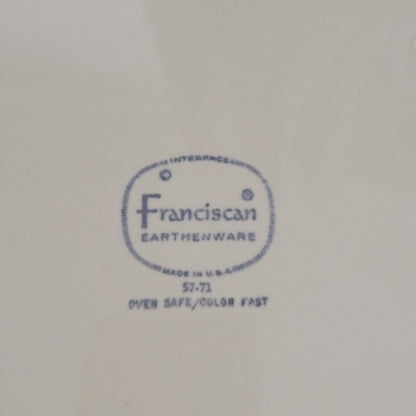 INTERPACE
©
Franciscan ®
EARTHENWARE
MADE IN U.S.A.
57-71
OVEN SAFE/COLOR FAST